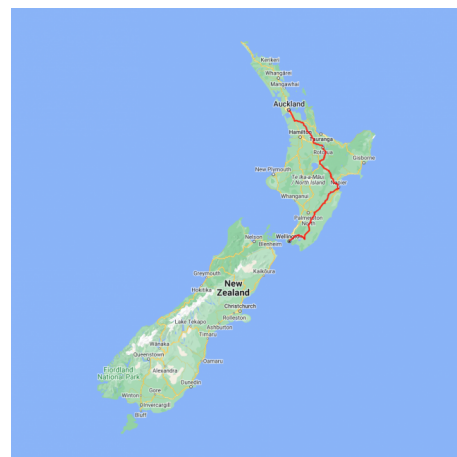 Kerikeri
Whangārei
Mangawhai
Auckland
Hamilton
Tauranga
Rotorua
Gisborne
New Plymouth
Te Ika-a-Māui
/ North Island
Napier
Whanganui
Palmerston
North
Wellington
Nelson
Blenheim
Kaikōura
Greymouth
Hokitika
New
Zealand
Christchurch
Rolleston
Lake Tekapo
Ashburton
Timaru
Wānaka
Queenstown
Oamaru
Fiordland
National Park
Alexandra
Dunedin
Gore
Winton
Invercargill
Bluff